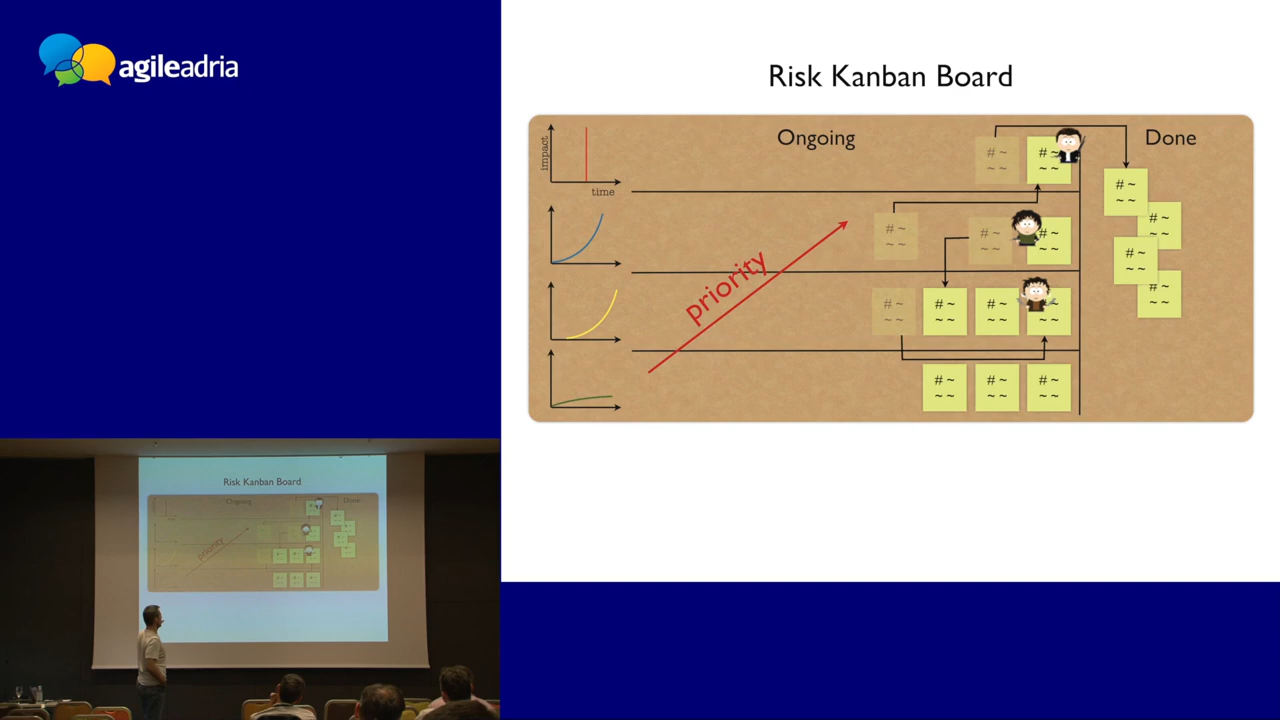 agileadria
Risk Kanban Board
Ongoing
Done
impact
time
priority
# ~
~ ~
# ~
~ ~
# ~
~ ~
# ~
~ ~
# ~
~ ~
# ~
~ ~
# ~
~ ~
# ~
~ ~
# ~
~ ~
# ~
~ ~
# ~
~ ~
# ~
~ ~
# ~
~ ~
# ~
~ ~
# ~
~ ~
# ~
~ ~
Risk Kanban Board
Ongoing
Done
priority